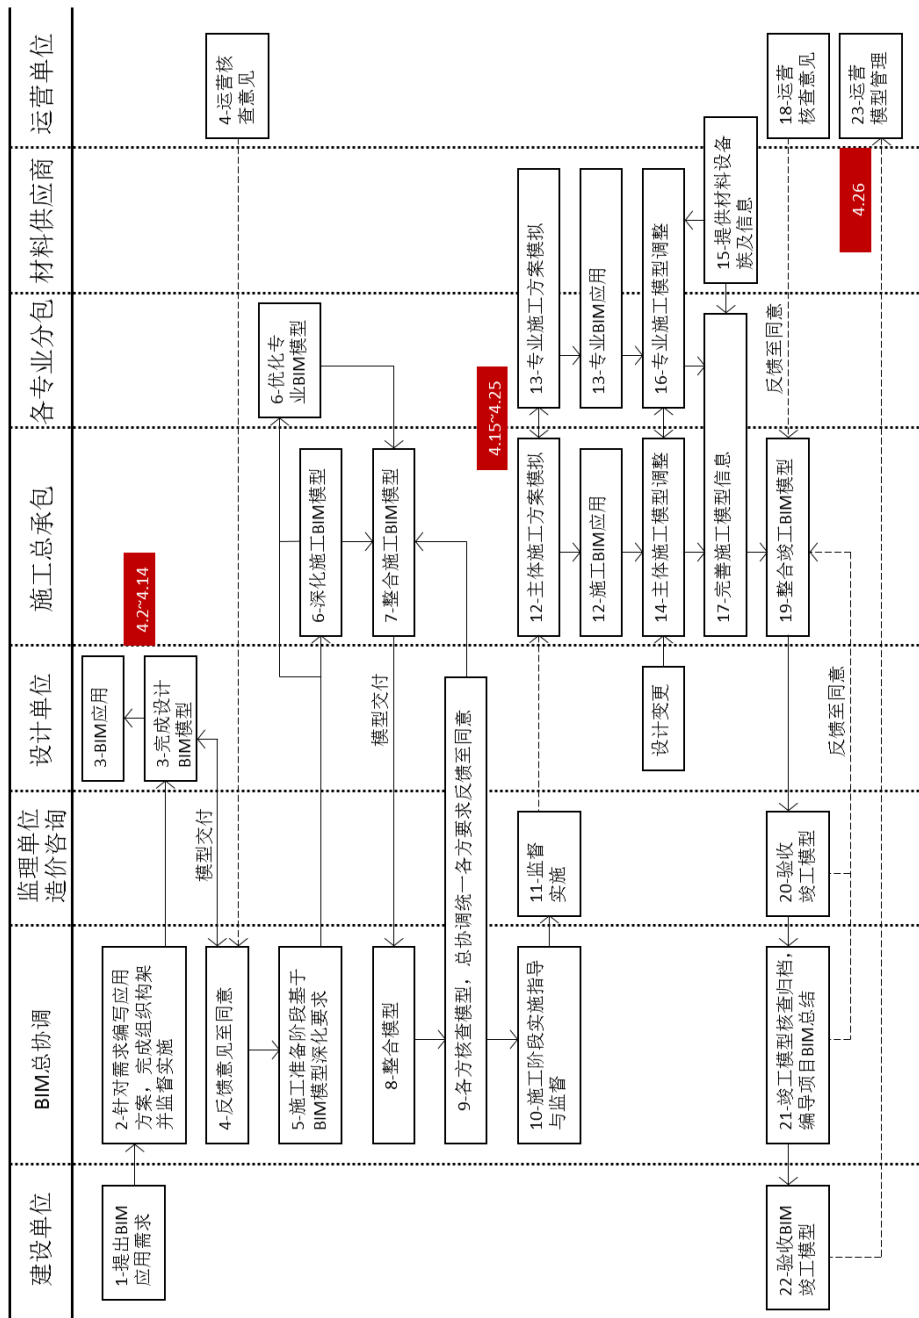 建设单位
BIM总协调
监理单位
造价咨询
设计单位
施工总承包
各专业分包
材料供应商
运营单位
1-提出BIM
应用需求
2-针对需求编写应用
方案，完成组织构架
并监督实施
3-BIM应用
3-完成设计
BIM模型
4.2~4.14
模型交付
4-反馈意见至同意
4-运营核
查意见
5-施工准备阶段基于
BIM模型深化要求
6-优化专
业BIM模型
6-深化施工BIM模型
7-整合施工BIM模型
模型交付
8-整合模型
9-各方核查模型，总协调统一各方要求反馈至同意
4.15~4.25
10-施工阶段实施指导
与监督
11-监督
实施
12-主体施工方案模拟
13-专业施工方案模拟
12-施工BIM应用
13-专业BIM应用
设计变更
14-主体施工模型调整
16-专业施工模型调整
15-提供材料设备
族及信息
17-完善施工模型信息
18-运营
核查意见
反馈至同意
19-整合竣工BIM模型
20-验收
竣工模型
反馈至同意
21-竣工模型核查归档，
编导项目BIM总结
22-验收BIM
竣工模型
4.26
23-运营
模型管理